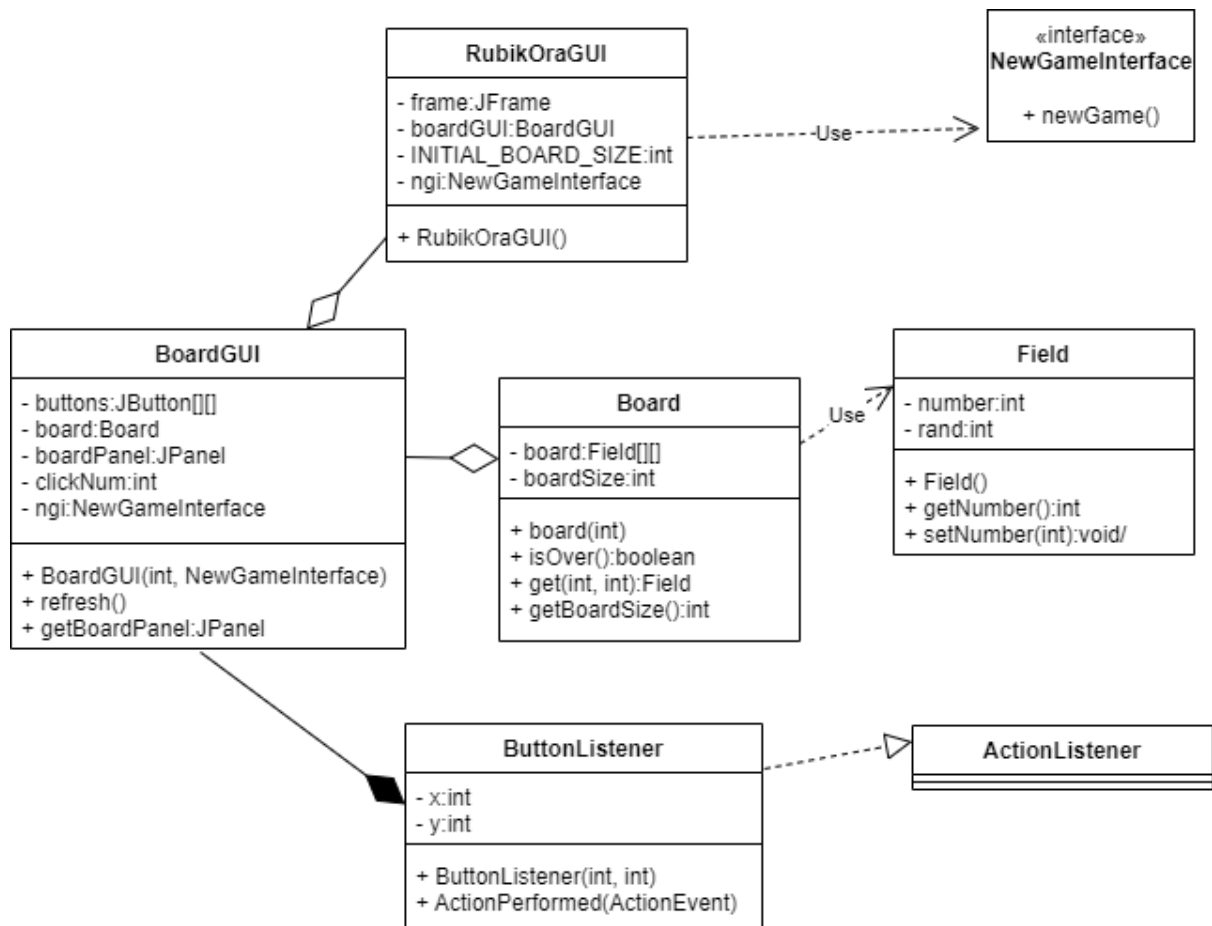 RubikOraGUI
- frame:JFrame
- boardGUI:BoardGUI
- INITIAL_BOARD_SIZE:int
- ngi:NewGameInterface
+ RubikOraGUI()
Use
«interface»
NewGameInterface
+ newGame()
BoardGUI
- buttons:JButton[][]
- board:Board
- boardPanel:JPanel
- clickNum:int
- ngi:NewGameInterface
+ BoardGUI(int, NewGameInterface)
+ refresh()
+ getBoardPanel:JPanel
Board
- board:Field[][]
- boardSize:int
+ board(int)
+ isOver():boolean
+ get(int, int):Field
+ getBoardSize():int
Use
Field
- number:int
- rand:int
+ Field()
+ getNumber():int
+ setNumber(int):void/
ButtonListener
- x:int
- y:int
+ ButtonListener(int, int)
+ ActionPerformed(ActionEvent)
ActionListener